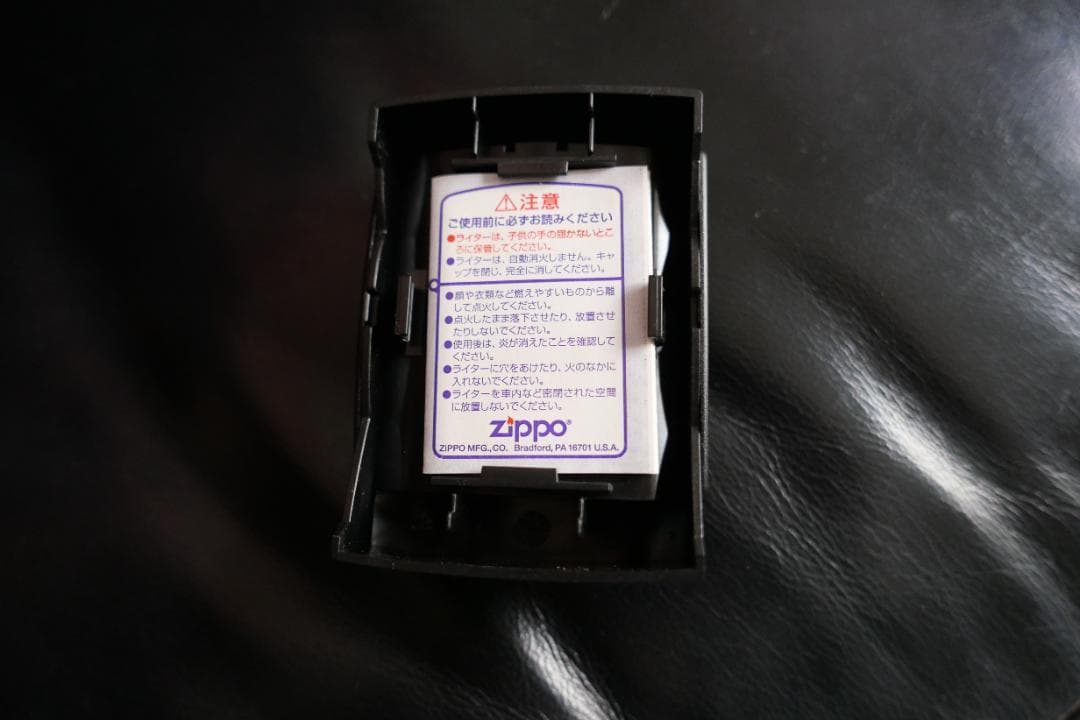 ⚠注意
ご使用前に必ずお読みください
●ライターは、子供の手の届かないとこ
ろに保管してください。
●ライターは、自動消火しません。キャ
ップを閉じ、完全に消してください。
●顔や衣類など燃えやすいものから離
して点火してください。
●点火したまま落下させたり、放置させ
たりしないでください。
●使用後は、炎が消えたことを確認して
ください。
●ライターに穴をあけたり、火のなかに
入れないでください。
●ライターを車内など密閉された空間
に放置しないでください。
zippo®
ZIPPO MFG.,CO. Bradford, PA 16701 U.S.A.